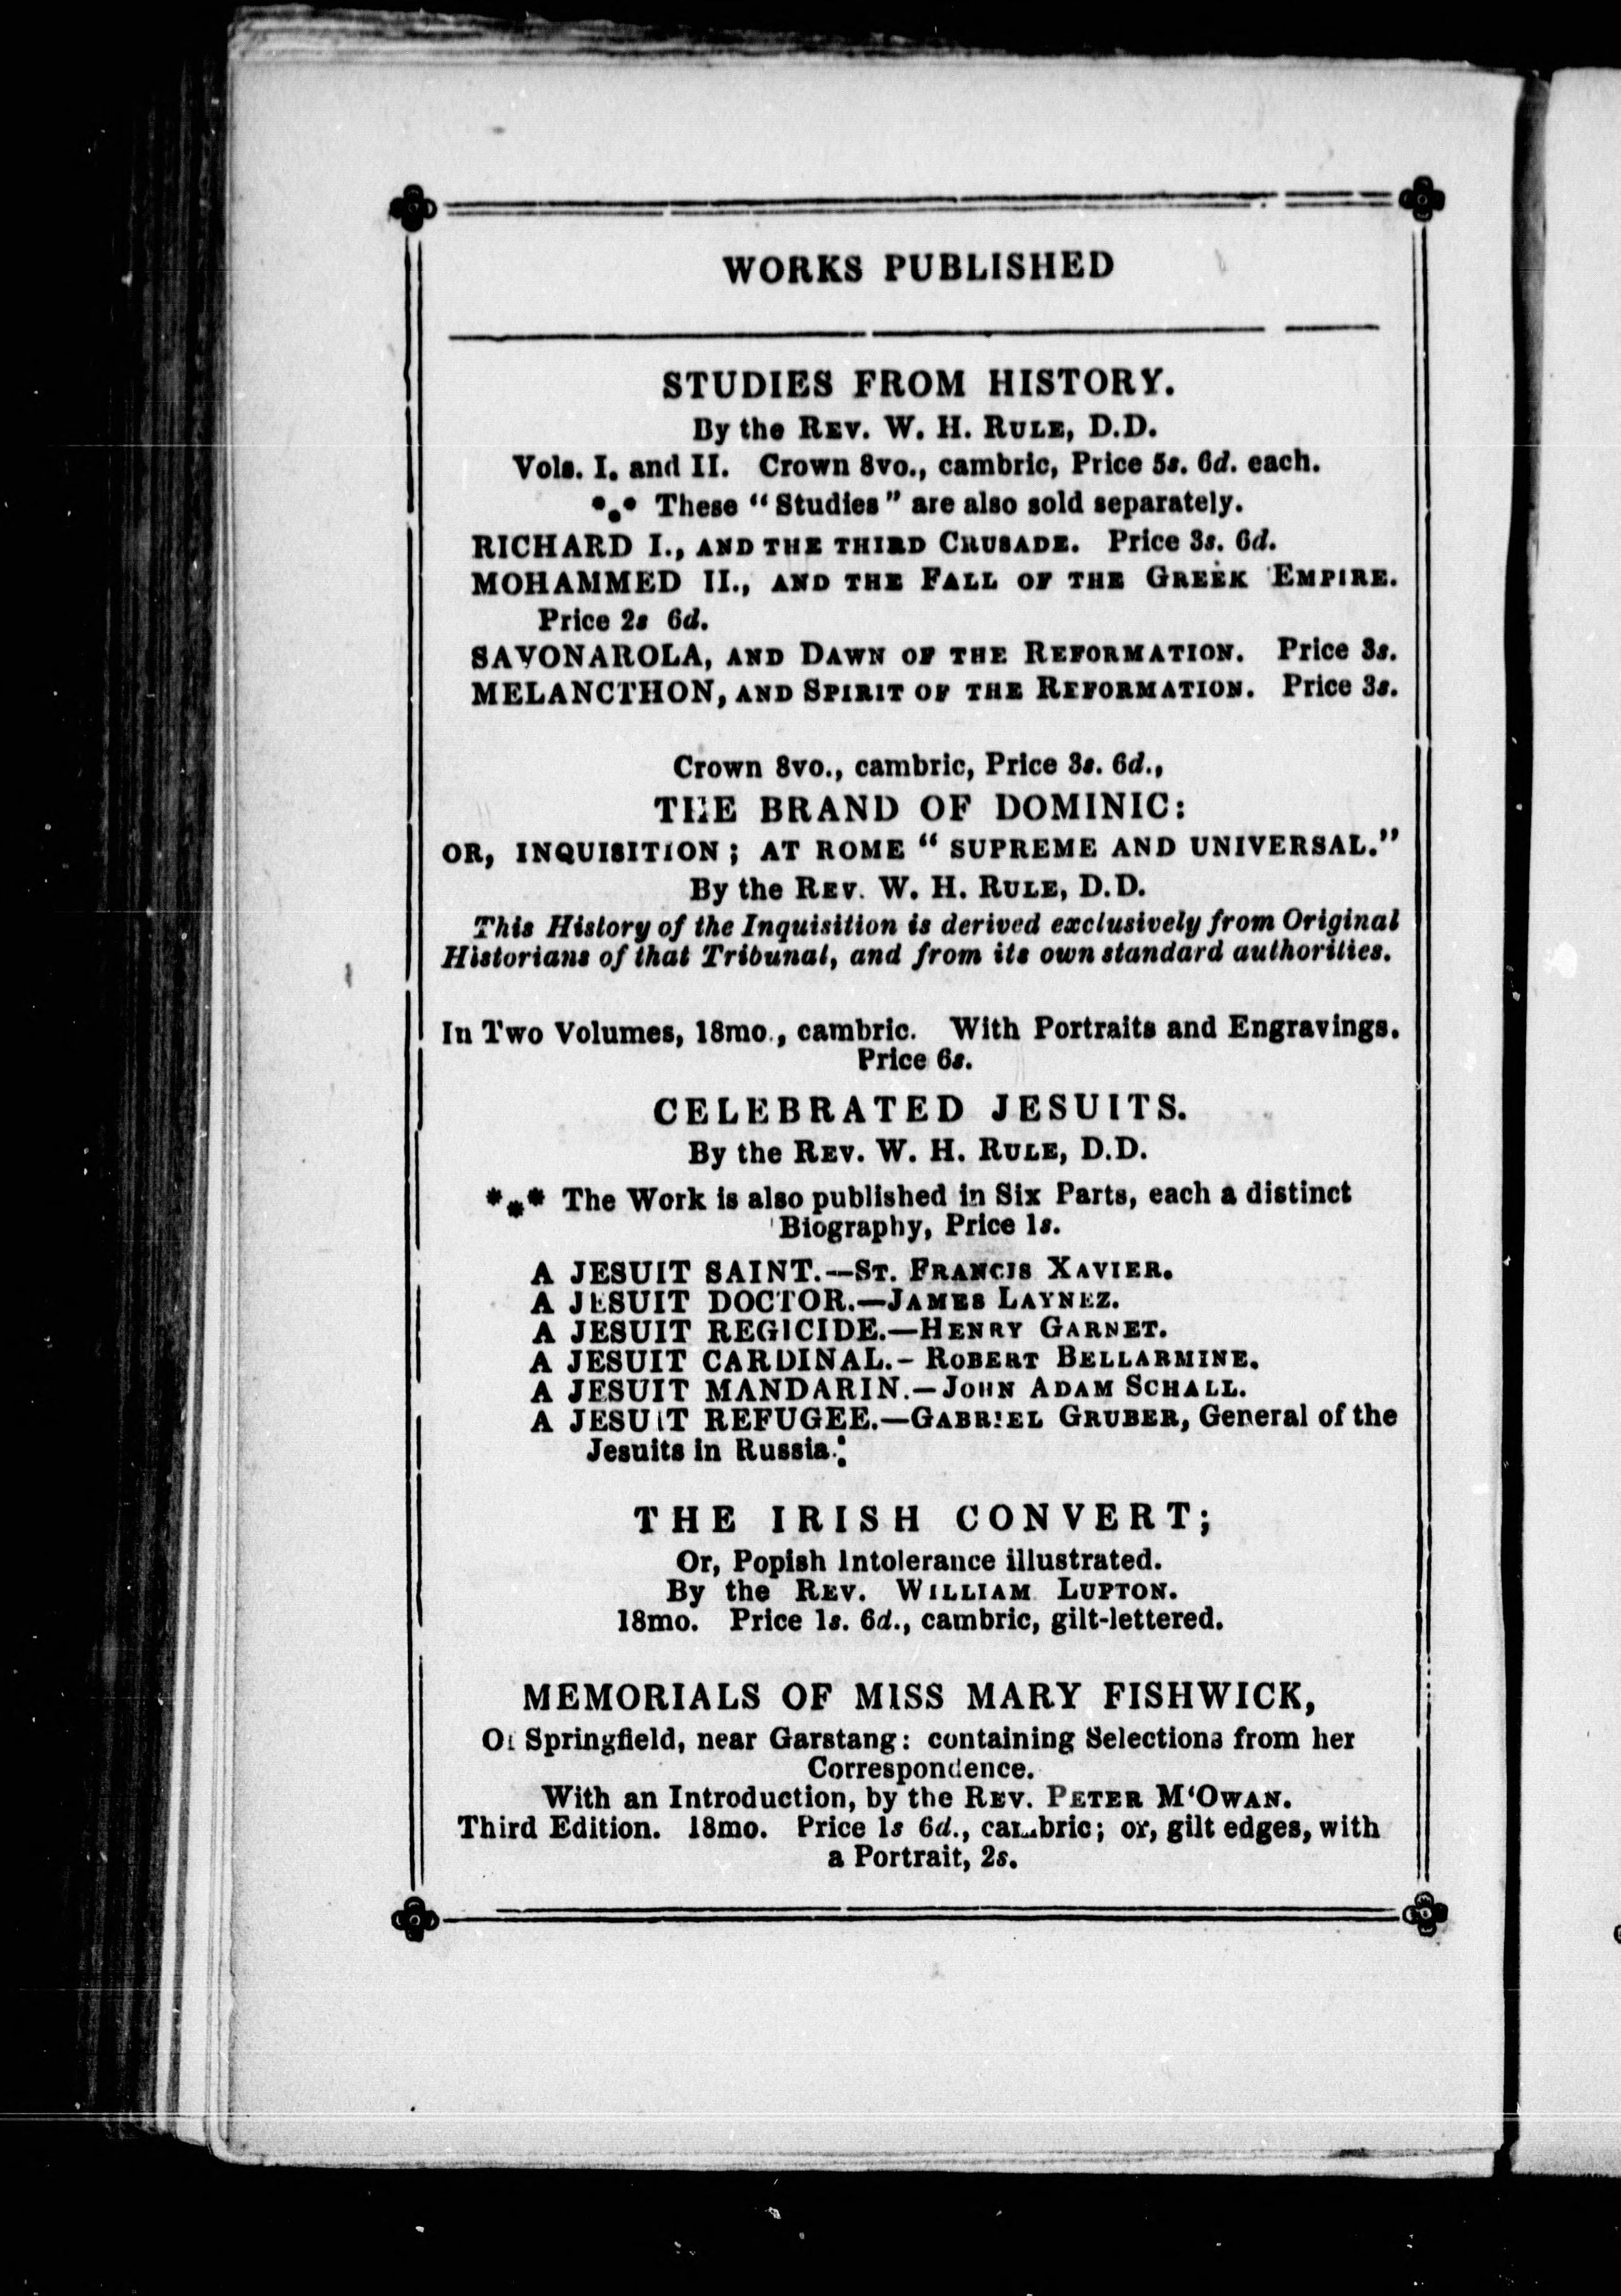 WORKS PUBLISHED
STUDIES FROM HISTORY.
By the REV. W. H. RULE, D.D.
Vols. I. and II. Crown 8vo., cambric, Price 5s. 6d. each.
*** These "Studies" are also sold separately.
RICHARD I., AND THE THIRD CRUSADE. Price 3s. 6d.
MOHAMMED II., AND THE FALL OF THE GREEK EMPIRE.
Price 2s 6d.
SAVONAROLA, AND DAWN OF THE REFORMATION. Price 3s.
MELANCTHON, AND SPIRIT OF THE REFORMATION. Price 3s.
Crown 8vo., cambric, Price 3s. 6d.,
THE BRAND OF DOMINIC:
OR, INQUISITION; AT ROME "SUPREME AND UNIVERSAL."
By the REV. W. H. RULE, D.D.
This History of the Inquisition is derived exclusively from Original
Historians of that Tribunal, and from its own standard authorities.
In Two Volumes, 18mo., cambric. With Portraits and Engravings.
Price 6s.
CELEBRATED JESUITS.
By the REV. W. H. RULE, D.D.
*** The Work is also published in Six Parts, each a distinct
Biography, Price 1s.
A JESUIT SAINT.—ST. FRANCIS XAVIER.
A JESUIT DOCTOR.—JAMES LAYNEZ.
A JESUIT REGICIDE.—HENRY GARNET.
A JESUIT CARDINAL.-ROBERT BELLARMINE.
A JESUIT MANDARIN.—JOHN ADAM SCHALL.
A JESUIT REFUGEE.—GABRIEL GRUBER, General of the
Jesuits in Russia.
THE IRISH CONVERT;
Or, Popish Intolerance illustrated.
By the REV. WILLIAM LUPTON.
18mo. Price 1s. 6d., cambric, gilt-lettered.
MEMORIALS OF MISS MARY FISHWICK,
Of Springfield, near Garstang: containing Selections from her
Correspondence.
With an Introduction, by the REV. PETER M'OWAN.
Third Edition. 18mo. Price 1s 6d., cambric; or, gilt edges, with
a Portrait, 2s.